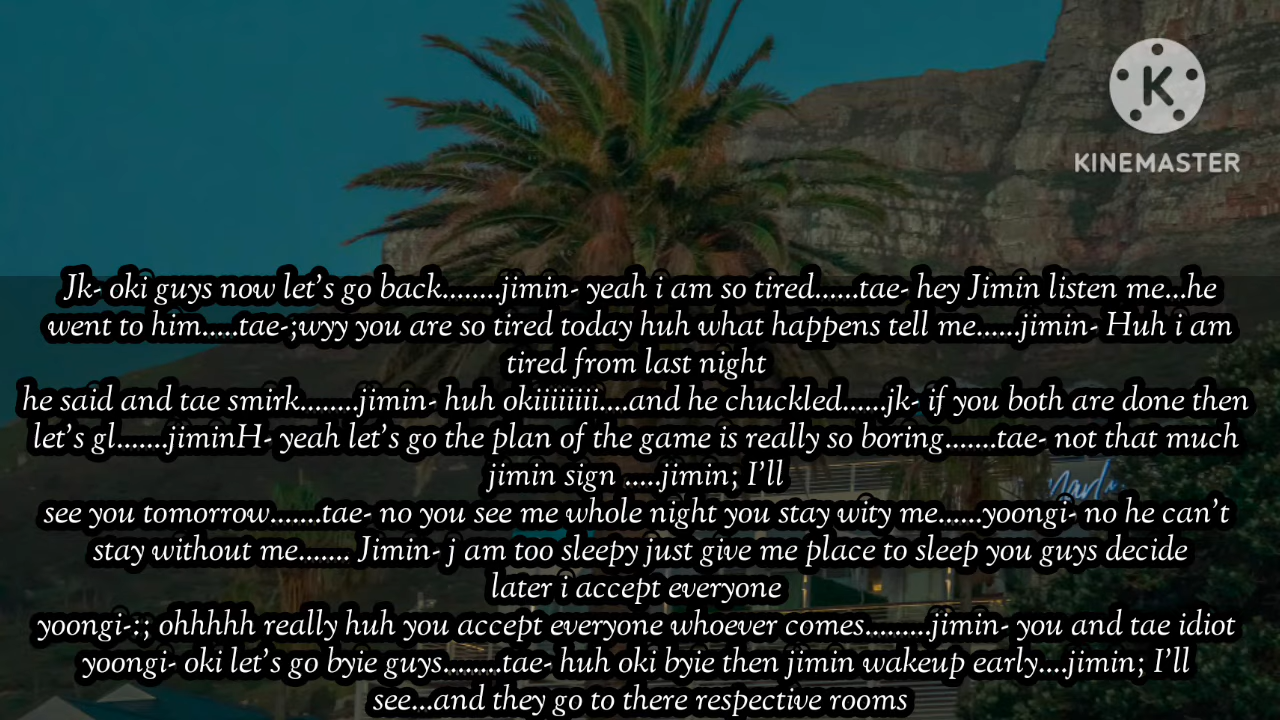 K
KINEMASTER
Jk- oki guys now let's go back........jimin- yeah i am so tired......tae- hey Jimin listen me...he
went to him.....tae-;wyy you are so tired today huh what happens tell me......jimin- Huh i am
tired from last night
he said and tae smirk........jimin- huh okiiiiiiii....and he chuckled......jk- if you both are done then
let's gl.......jiminH- yeah let's go the plan of the game is really so boring.......tae- not that much
jimin sign .....jimin; I'll
see you tomorrow.......tae- no you see me whole night you stay wity me......yoongi- no he can't
stay without me....... Jimin- j am too sleepy just give me place to sleep you guys decide
later i accept everyone
yoongi-:; ohhhhh really huh you accept everyone whoever comes.........jimin- you and tae idiot
yoongi- oki let's go byie guys........tae- huh oki byie then jimin wakeup early....jimin; I'll
see...and they go to there respective rooms